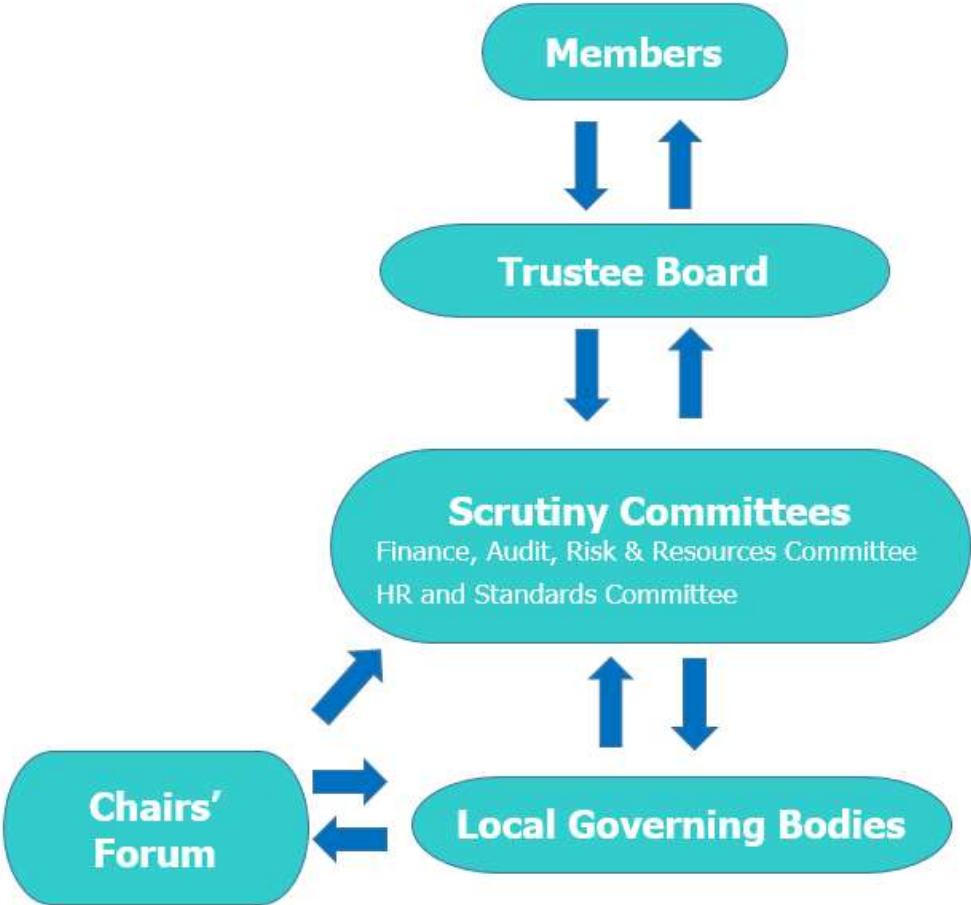 Members
Trustee Board
Scrutiny Committees
Finance, Audit, Risk & Resources Committee
HR and Standards Committee
Chairs’
Forum
Local Governing Bodies